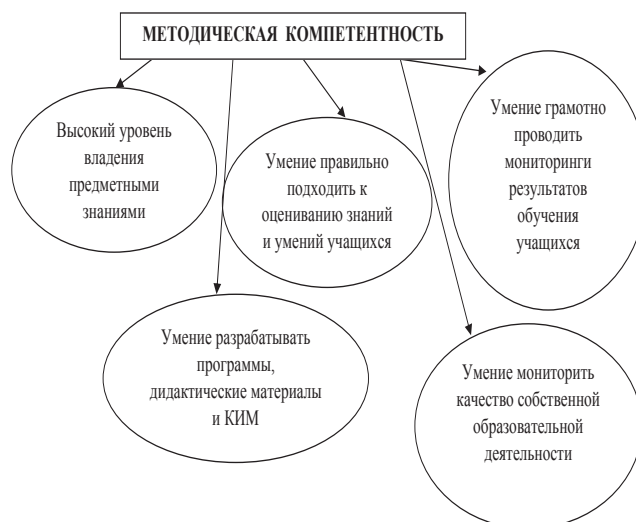 МЕТОДИЧЕСКАЯ КОМПЕТЕНТНОСТЬ
Высокий уровень
владения
предметными
знаниями
Умение правильно
подходить к
оцениванию знаний
и умений учащихся
Умение грамотно
проводить
мониторинги
результатов
обучения
учащихся
Умение разрабатывать
программы,
дидактические материалы
и КИМ
Умение мониторить
качество собственной
образовательной
деятельности